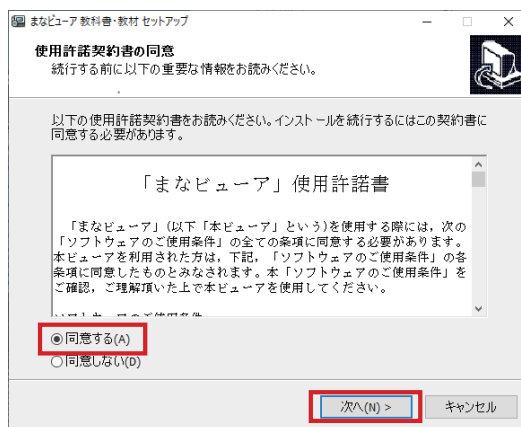 まなビューア 教科書・教材 セットアップ
使用許諾契約書の同意
続行する前に以下の重要な情報をお読みください。
以下の使用許諾契約書をお読みください。インストールを続行するにはこの契約書に
同意する必要があります。
「まなビューア」使用許諾書
「まなビューア」(以下「本ビューア」という)を使用する際には，次の
「ソフトウェアのご使用条件」の全ての条項に同意する必要があります。
本ビューアを利用された方は，下記，「ソフトウェアのご使用条件」の各
条項に同意したものとみなされます。本「ソフトウェアのご使用条件」を
ご確認，ご理解頂いた上で本ビューアを使用してください。
同意する(A)
同意しない(D)
次へ(N) >
キャンセル